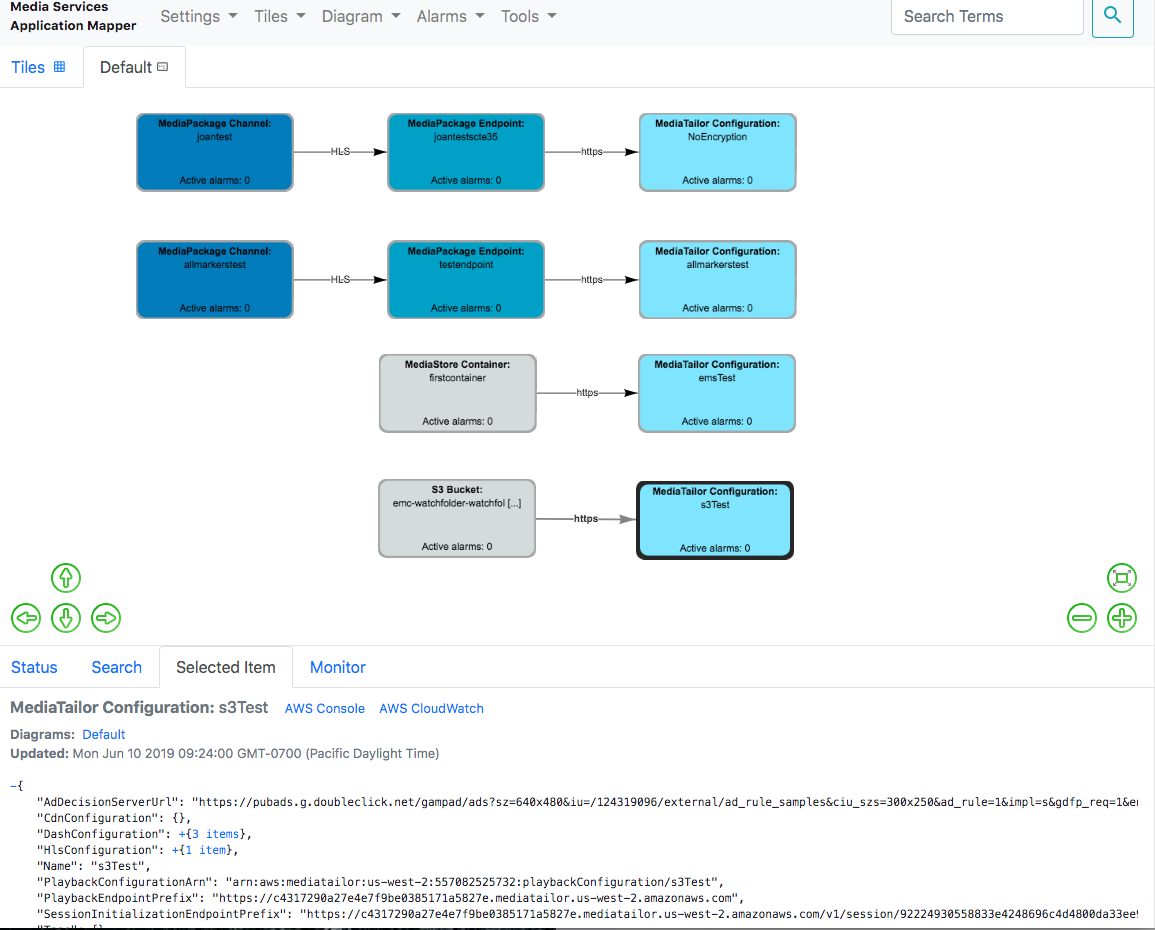 Media Services
Application Mapper
Settings Tiles Diagram Alarms Tools
Search Terms
Tiles Default
MediaPackage Channel:
joantest
Active alarms: 0
HLS
MediaPackage Endpoint:
joantestscte35
Active alarms: 0
https
MediaTailor Configuration:
NoEncryption
Active alarms: 0
MediaPackage Channel:
allmarkerstest
Active alarms: 0
HLS
MediaPackage Endpoint:
testendpoint
Active alarms: 0
https
MediaTailor Configuration:
allmarkerstest
Active alarms: 0
MediaStore Container:
firstcontainer
Active alarms: 0
https
MediaTailor Configuration:
emsTest
Active alarms: 0
S3 Bucket:
emc-watchfolder-watchfol [...]
Active alarms: 0
https
MediaTailor Configuration:
s3Test
Active alarms: 0
Status Search Selected Item Monitor
MediaTailor Configuration: s3Test AWS Console AWS CloudWatch
Diagrams: Default
Updated: Mon Jun 10 2019 09:24:00 GMT-0700 (Pacific Daylight Time)
−{
"AdDecisionServerUrl": "https://pubads.g.doubleclick.net/gampad/ads?sz=640x480&iu=/124319096/external/ad_rule_samples&ciu_szs=300x250&ad_rule=1&impl=s&gdfp_req=1&e
"CdnConfiguration": {},
"DashConfiguration": +{3 items},
"HlsConfiguration": +{1 item},
"Name": "s3Test",
"PlaybackConfigurationArn": "arn:aws:mediatailor:us-west-2:557082525732:playbackConfiguration/s3Test",
"PlaybackEndpointPrefix": "https://c4317290a27e4e7f9be0385171a5827e.mediatailor.us-west-2.amazonaws.com",
"SessionInitializationEndpointPrefix": "https://c4317290a27e4e7f9be0385171a5827e.mediatailor.us-west-2.amazonaws.com/v1/session/92224930558833e4248696c4d4800da33ee